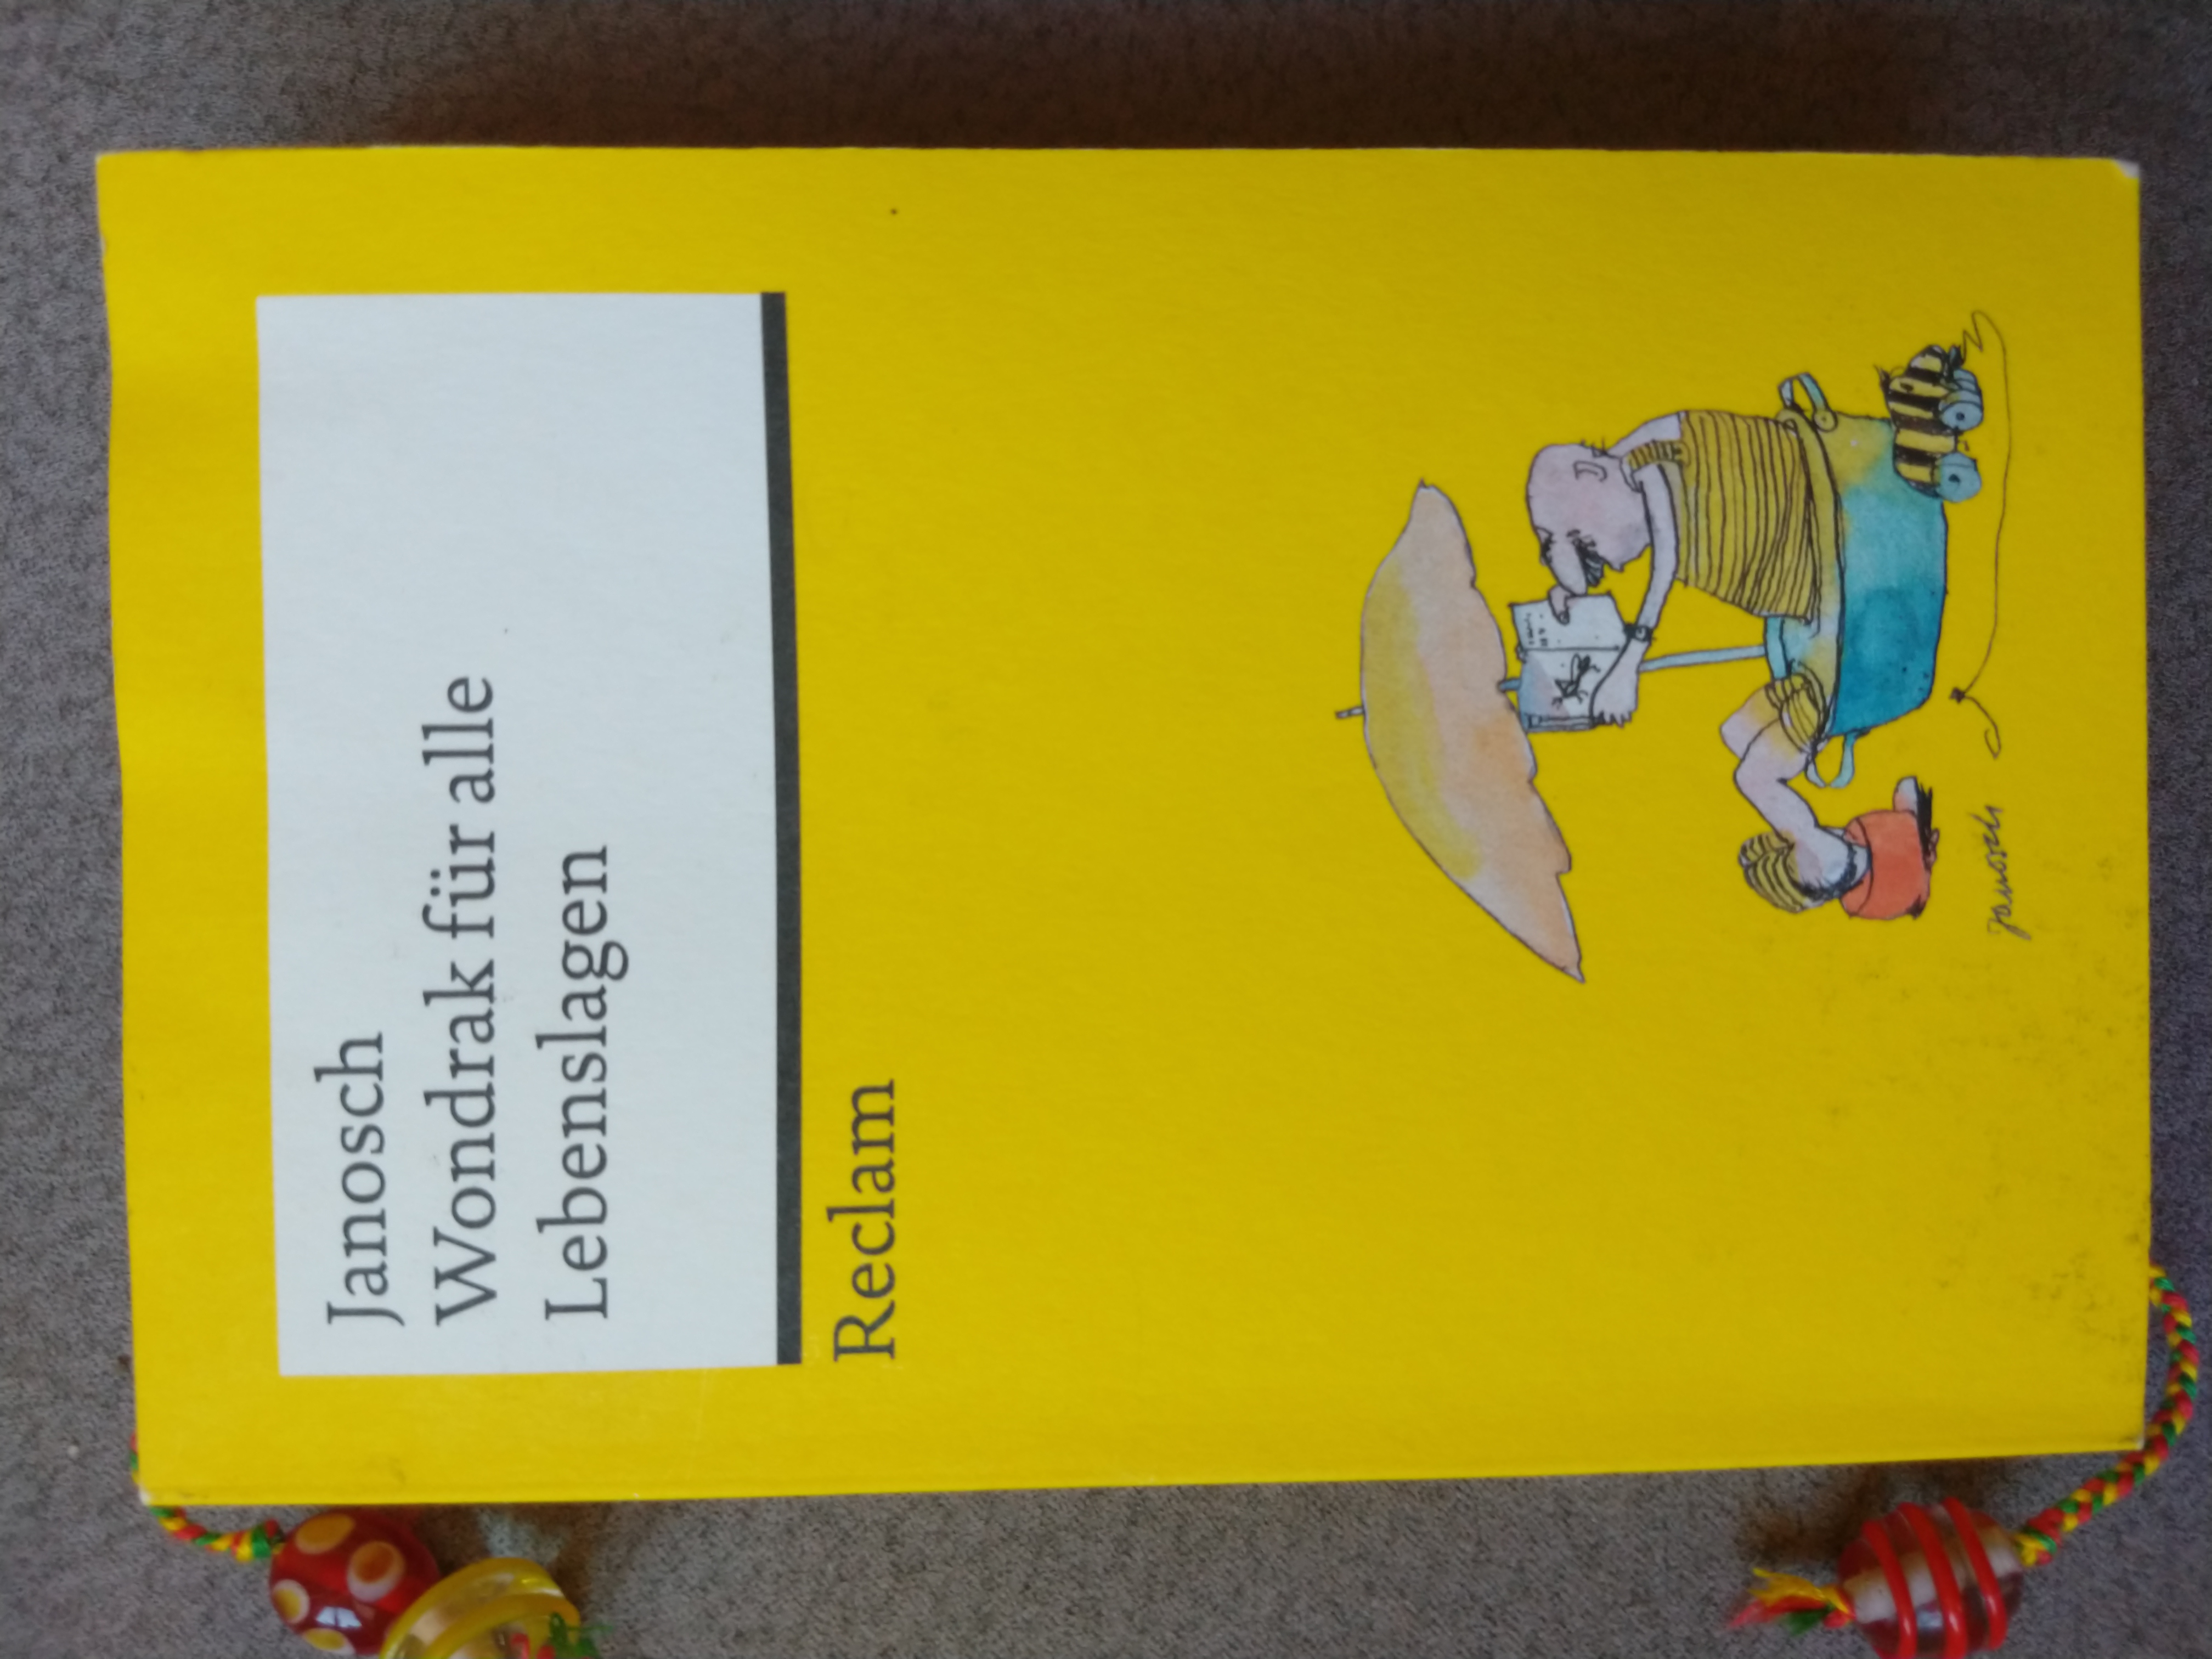 Janosch
Wondrak für alle
Lebenslagen
Reclam
Janosch